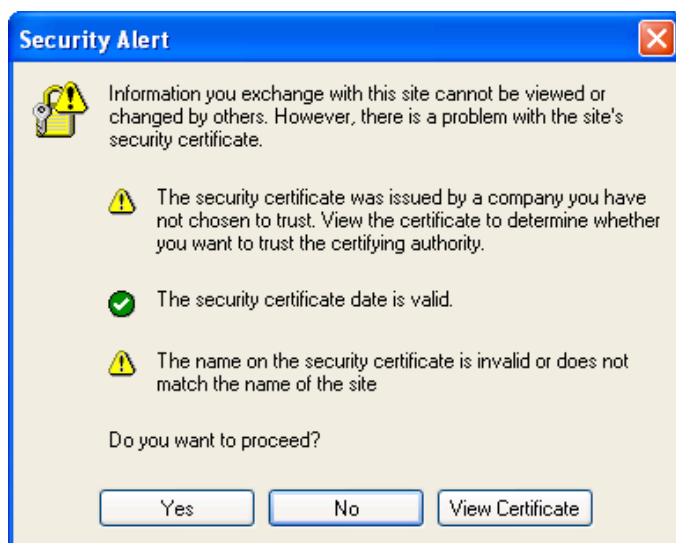 Security Alert
Information you exchange with this site cannot be viewed or
changed by others. However, there is a problem with the site's
security certificate.
The security certificate was issued by a company you have
not chosen to trust. View the certificate to determine whether
you want to trust the certifying authority.
The security certificate date is valid.
The name on the security certificate is invalid or does not
match the name of the site
Do you want to proceed?
Yes No View Certificate